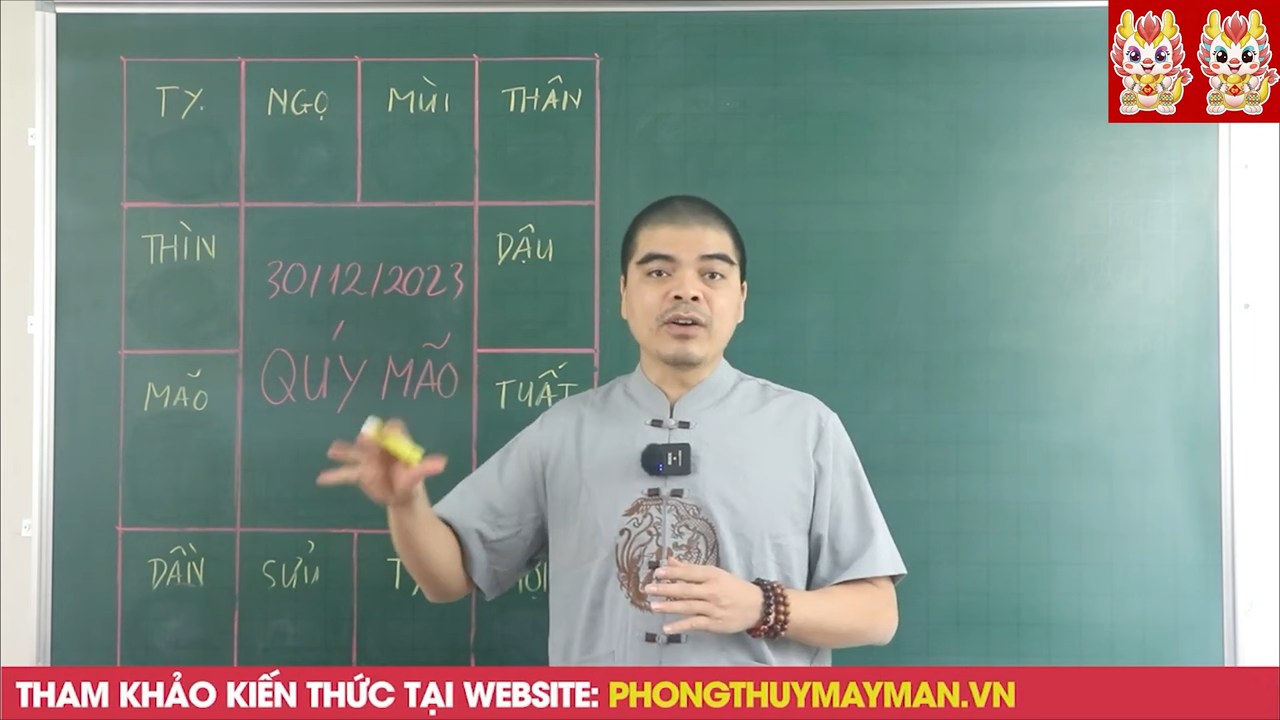 TY. NGỌ MÙI THÂN
THÌN DẬU
30/12/2023
QUÝ MÃO
MÃO TUẤT
DẦN SỬU
THAM KHẢO KIẾN THỨC TẠI WEBSITE: PHONGTHUYMAYMAN.VN